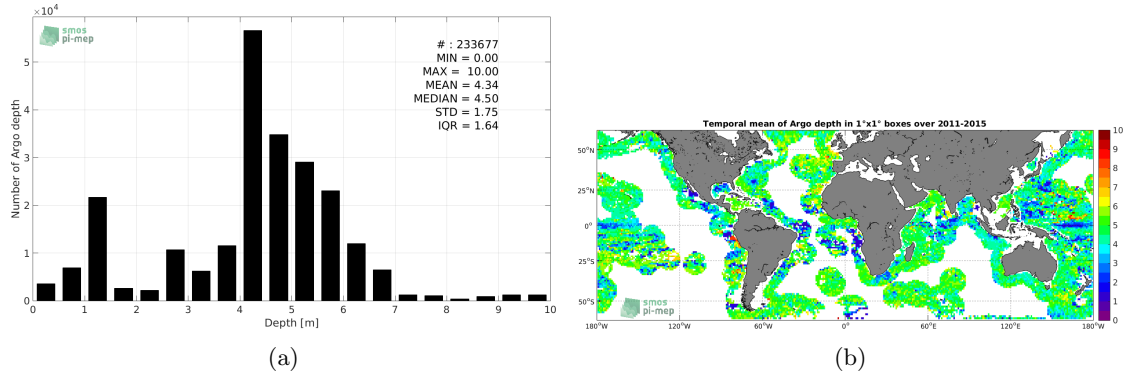 ×10⁴
smos
pi-mep
# : 233677
MIN = 0.00
MAX = 10.00
MEAN = 4.34
MEDIAN = 4.50
STD = 1.75
IQR = 1.64
Number of Argo depth
5
4
3
2
1
0
0 1 2 3 4 5 6 7 8 9 10
Depth [m]
(a)
Temporal mean of Argo depth in 1°x1° boxes over 2011-2015
50°N
25°N
0°
25°S
50°S
smos
pi-mep
180°W 120°W 60°W 0° 60°E 120°E 180°W
10
9
8
7
6
5
4
3
2
1
0
(b)